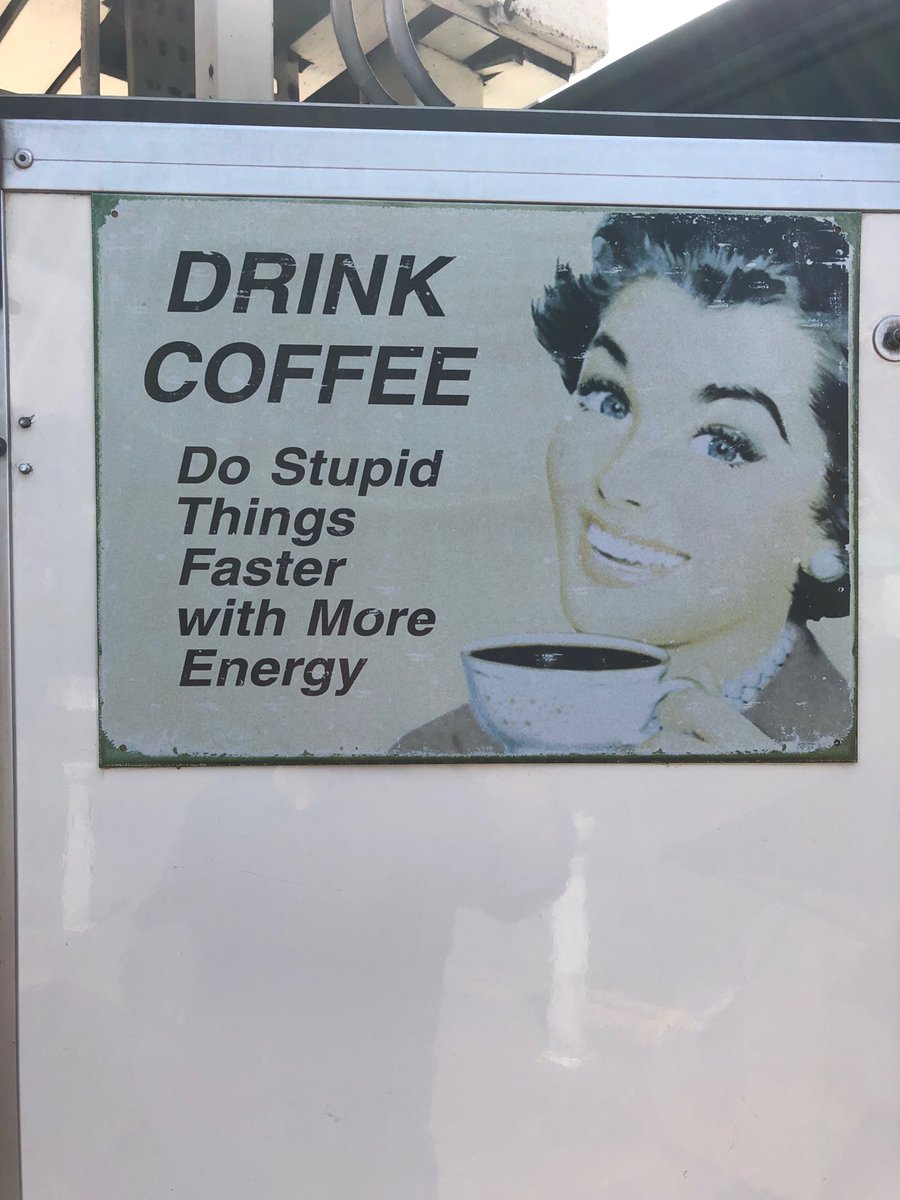 DRINK
COFFEE
Do Stupid
Things
Faster
with More
Energy